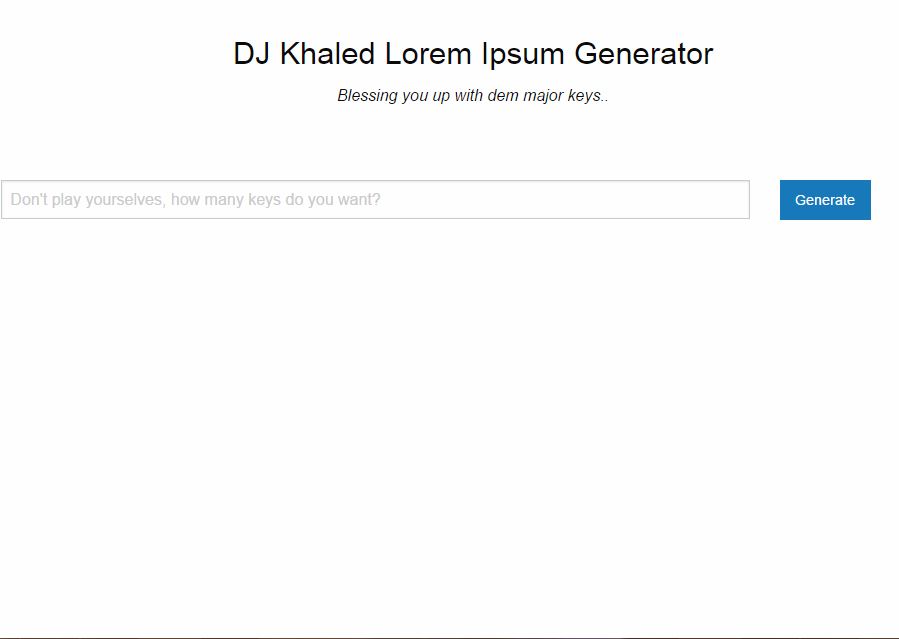 DJ Khaled Lorem Ipsum Generator
Blessing you up with dem major keys..
Don't play yourselves, how many keys do you want?
Generate